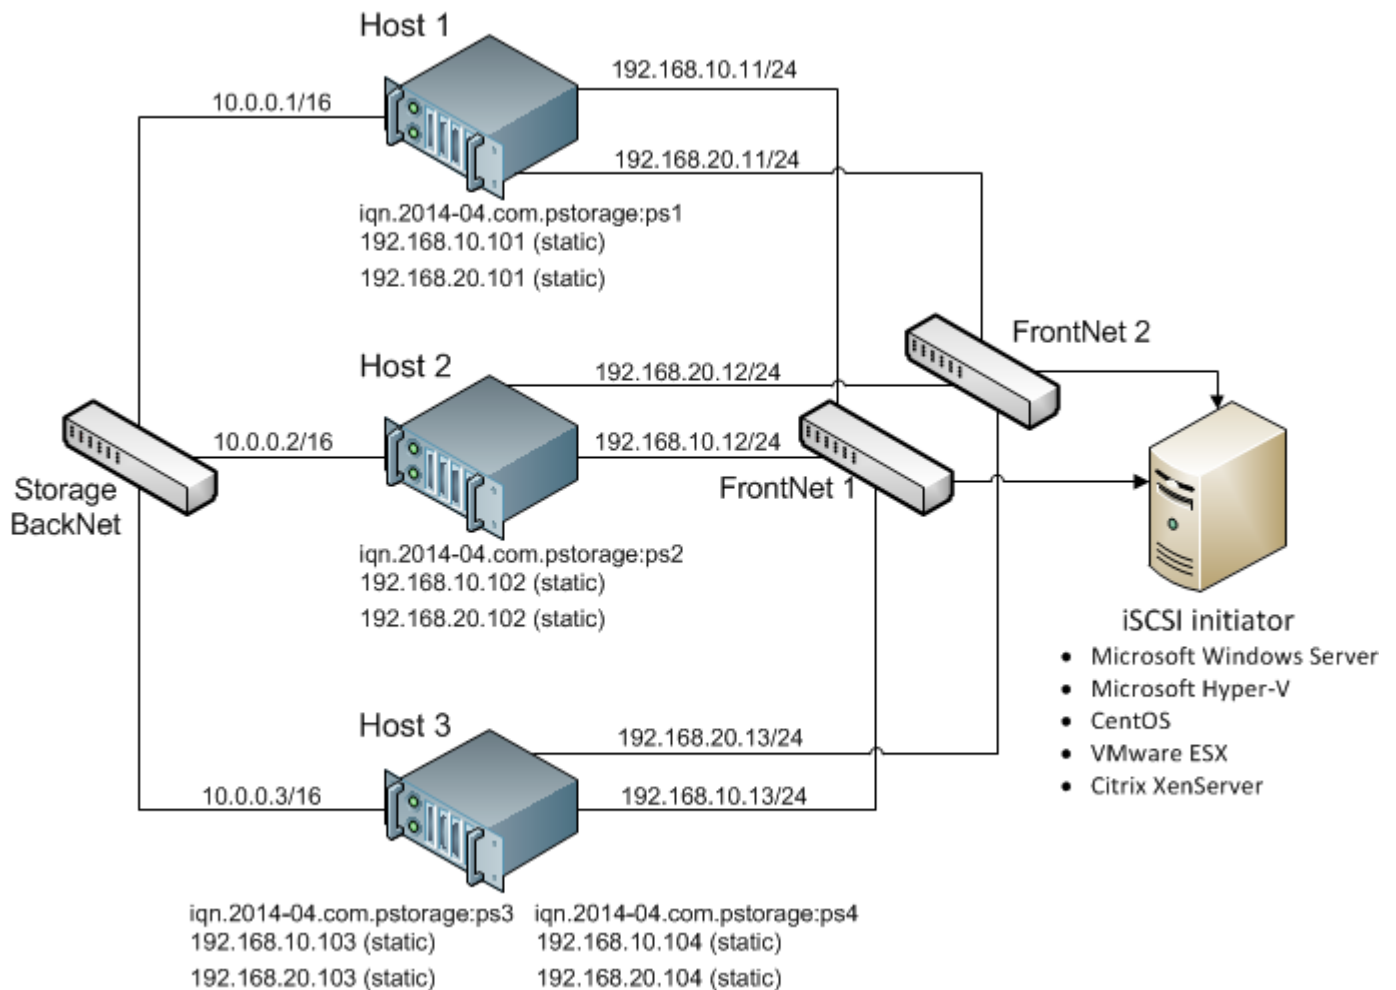 Host 1
192.168.10.11/24
10.0.0.1/16
192.168.20.11/24
iqn.2014-04.com.pstorage:ps1
192.168.10.101 (static)
192.168.20.101 (static)
FrontNet 2
Host 2
192.168.20.12/24
10.0.0.2/16
192.168.10.12/24
Storage
BackNet
FrontNet 1
iqn.2014-04.com.pstorage:ps2
192.168.10.102 (static)
192.168.20.102 (static)
iSCSI initiator
• Microsoft Windows Server
• Microsoft Hyper-V
• CentOS
• VMware ESX
• Citrix XenServer
Host 3
192.168.20.13/24
10.0.0.3/16
192.168.10.13/24
iqn.2014-04.com.pstorage:ps3
192.168.10.103 (static)
192.168.20.103 (static)
iqn.2014-04.com.pstorage:ps4
192.168.10.104 (static)
192.168.20.104 (static)